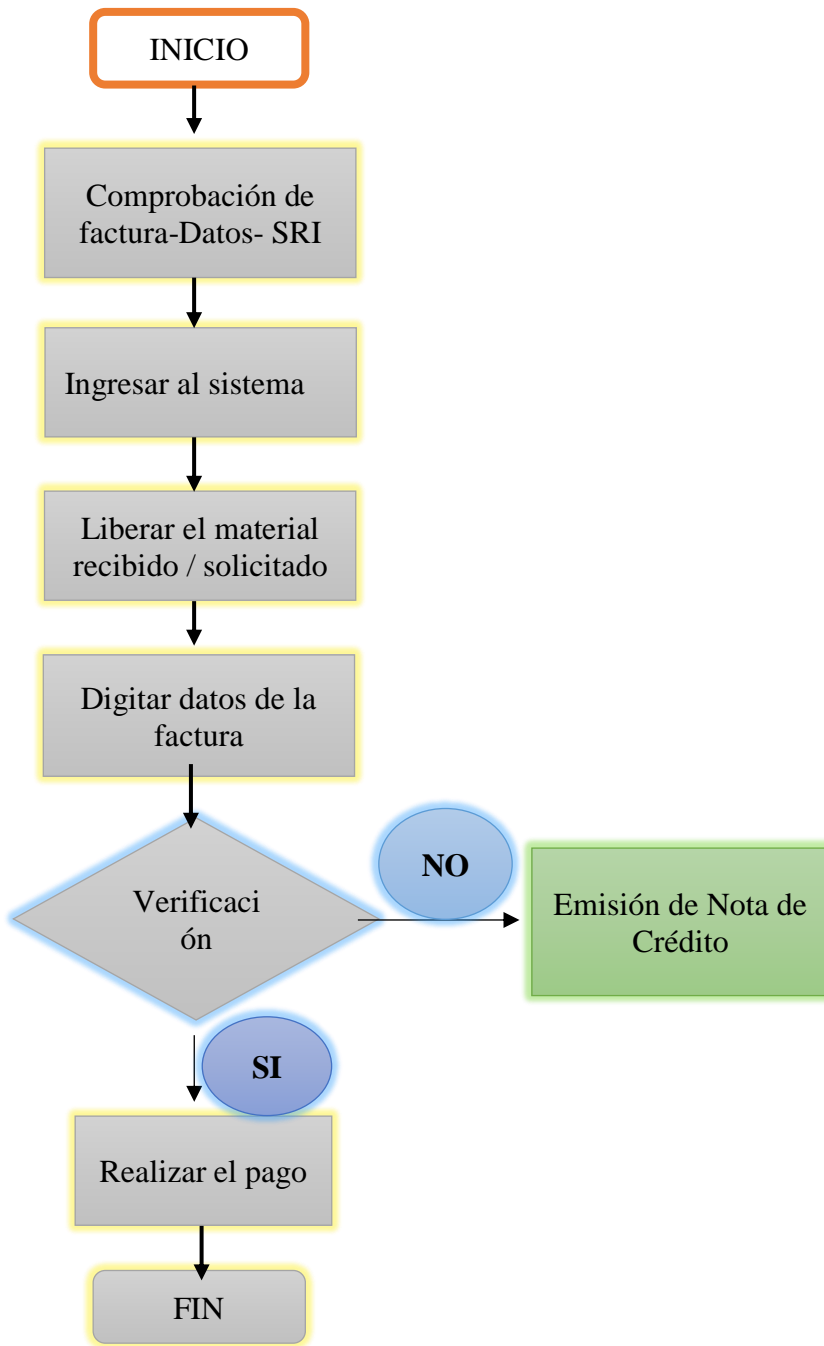 INICIO
Comprobación de
factura-Datos- SRI
Ingresar al sistema
Liberar el material
recibido / solicitado
Digitar datos de la
factura
Verificaci
ón
NO
Emisión de Nota de
Crédito
SI
Realizar el pago
FIN